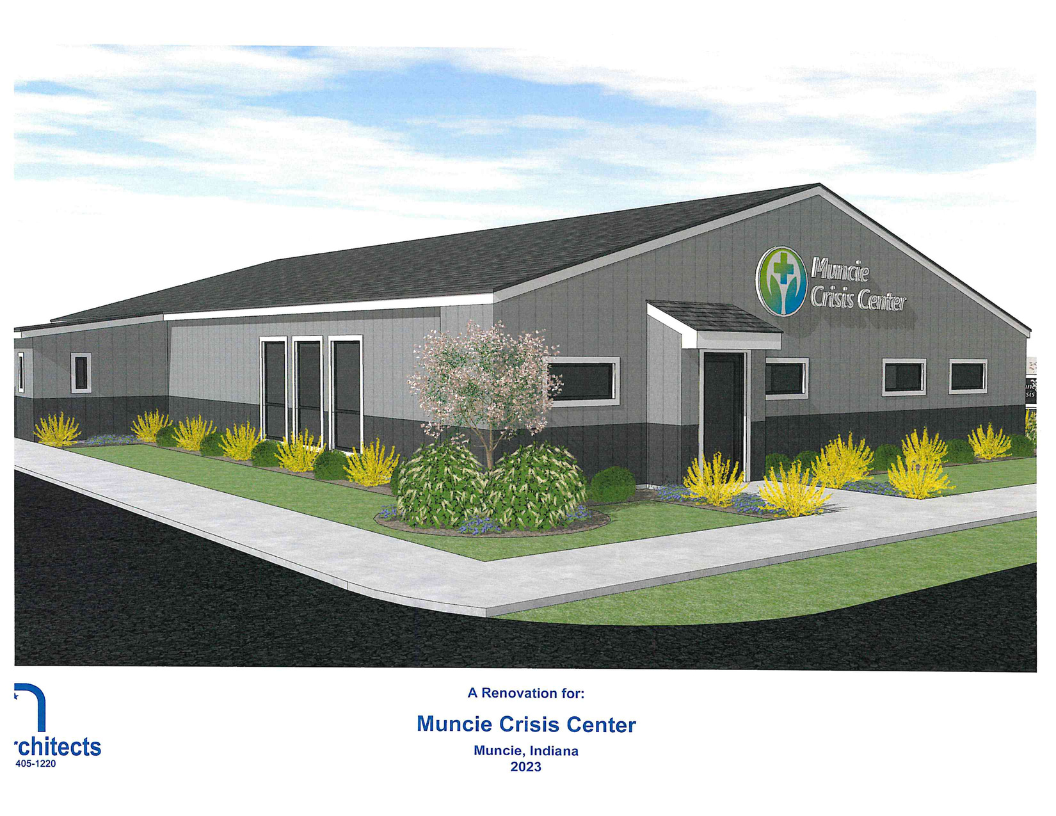 Muncie
Crisis Center
A Renovation for:
Muncie Crisis Center
Muncie, Indiana
2023
rchitects
405-1220